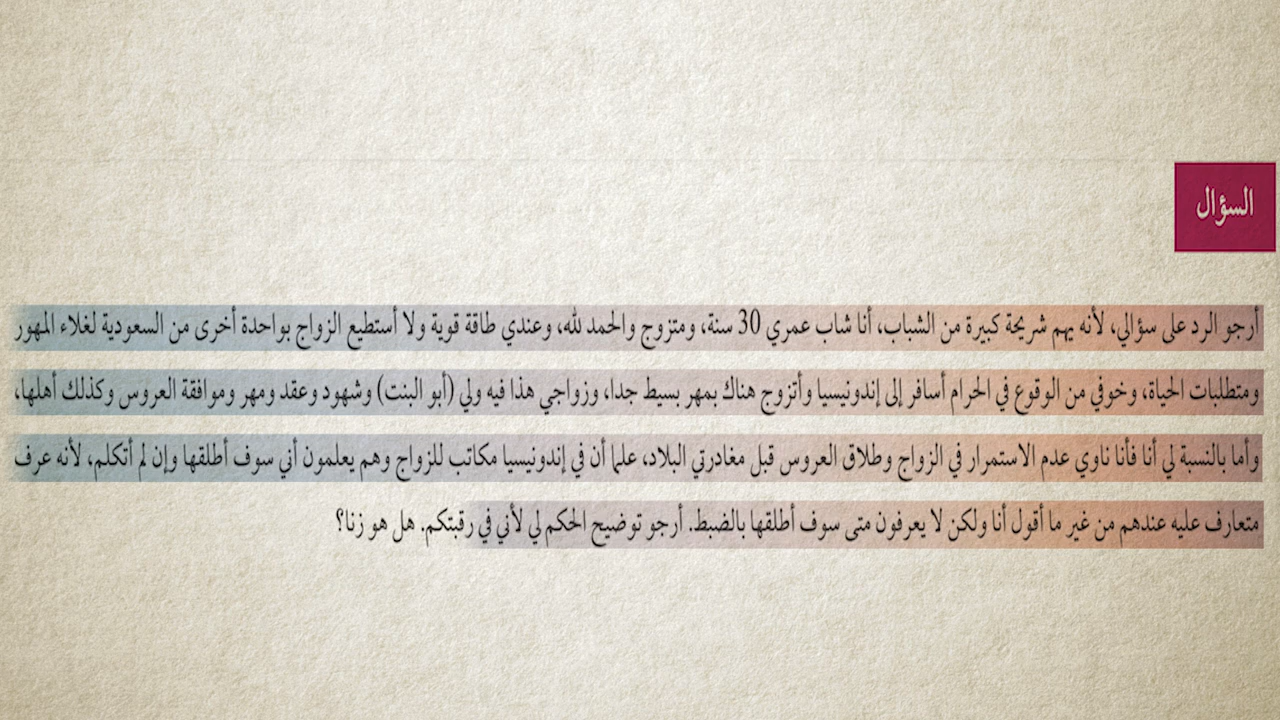 السؤال
أرجو الرد على سؤالي، لأنه يهم شريحة كبيرة من الشباب، أنا شاب عمري 30 سنة، ومتزوج والحمد لله، وعندي طاقة قوية ولا أستطيع الزواج بواحدة أخرى من السعودية لغلاء المهور
ومتطلبات الحياة، وخوفي من الوقوع في الحرام أسافر إلى إندونيسيا وأتزوج هناك بمهر بسيط جدا، وزواجي هذا فيه ولي (أبو البنت) وشهود وعقد ومهر وموافقة العروس وكذلك أهلها،
وأما بالنسبة لي أنا فأنا ناوي عدم الاستمرار في الزواج وطلاق العروس قبل مغادرتي البلاد، علما أن في إندونيسيا مكاتب للزواج وهم يعلمون أني سوف أطلقها وإن لم أتكلم، لأنه عرف
متعارف عليه عندهم من غير ما أقول أنا ولكن لا يعرفون متى سوف أطلقها بالضبط. أرجو توضيح الحكم لي لأني في رقبتكم. هل هو زنا؟